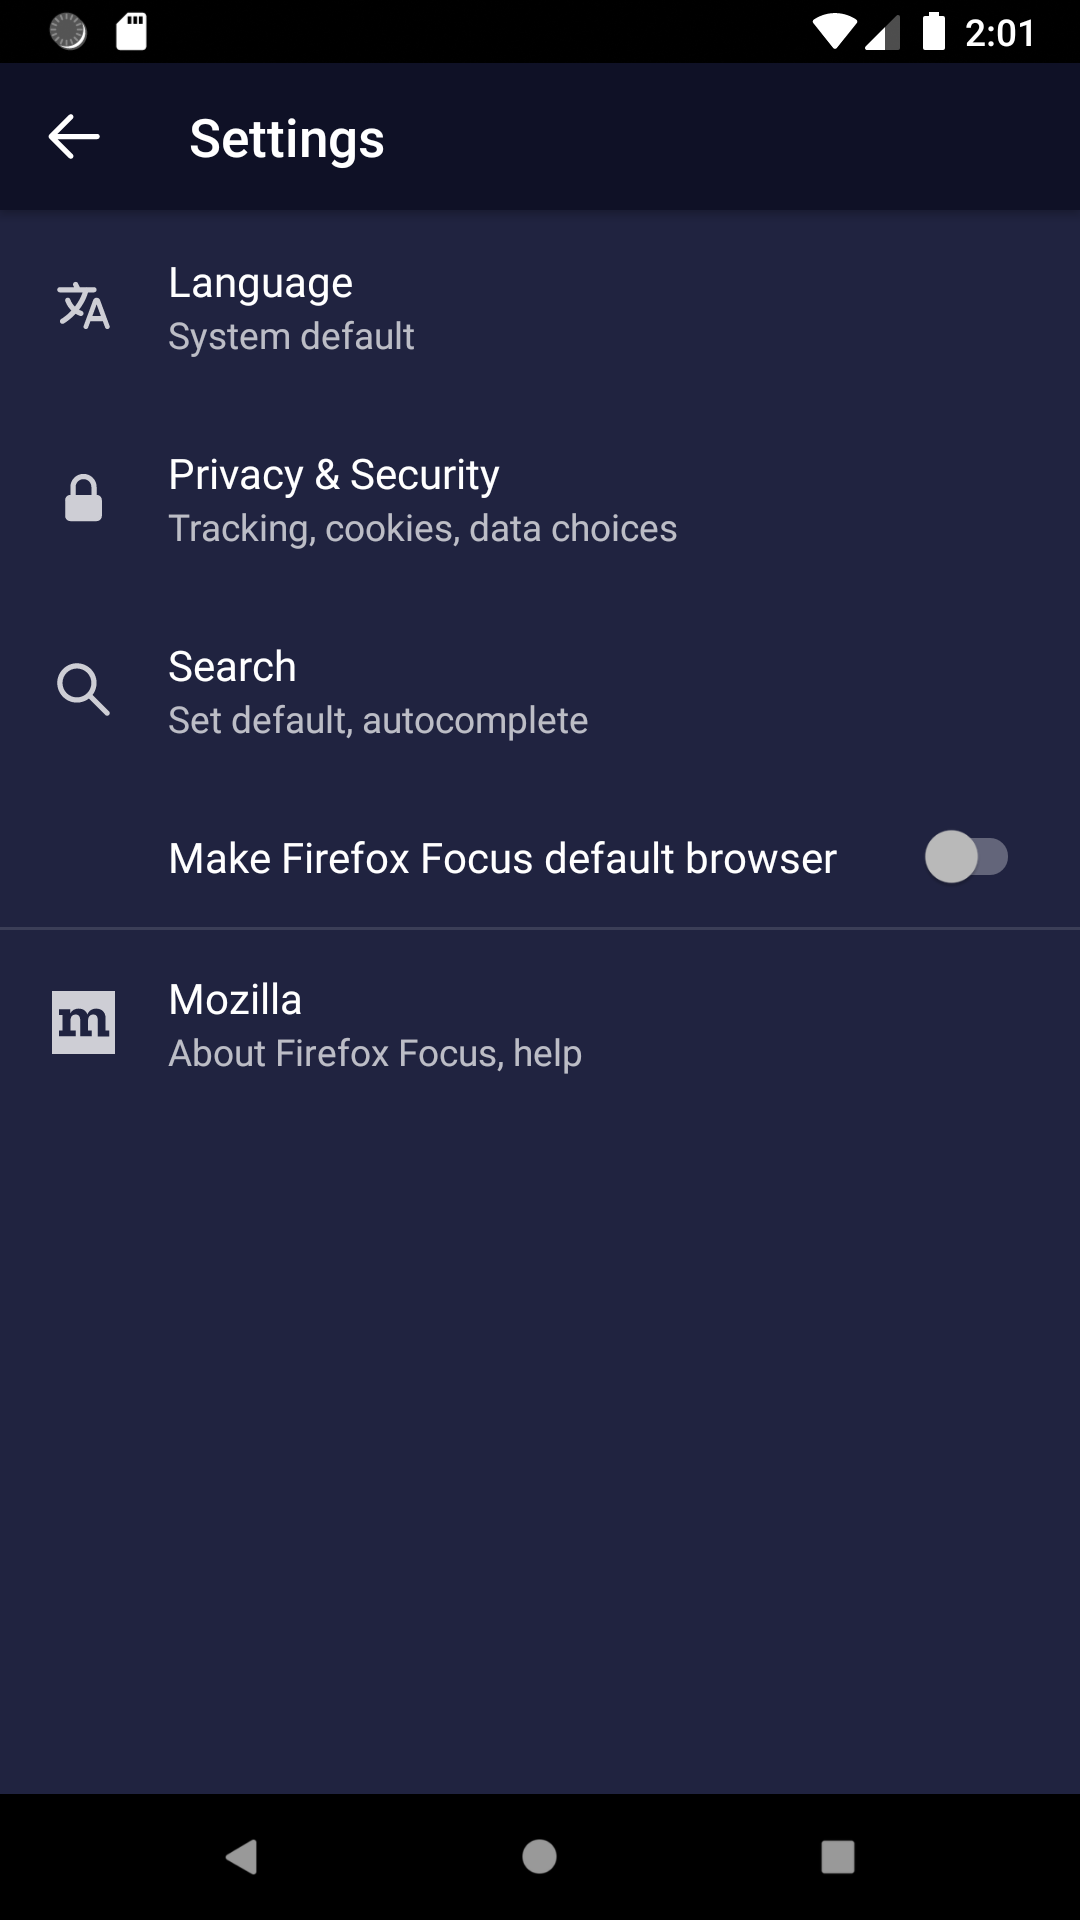 2:01
Settings
Language
System default
Privacy & Security
Tracking, cookies, data choices
Search
Set default, autocomplete
Make Firefox Focus default browser
m
Mozilla
About Firefox Focus, help